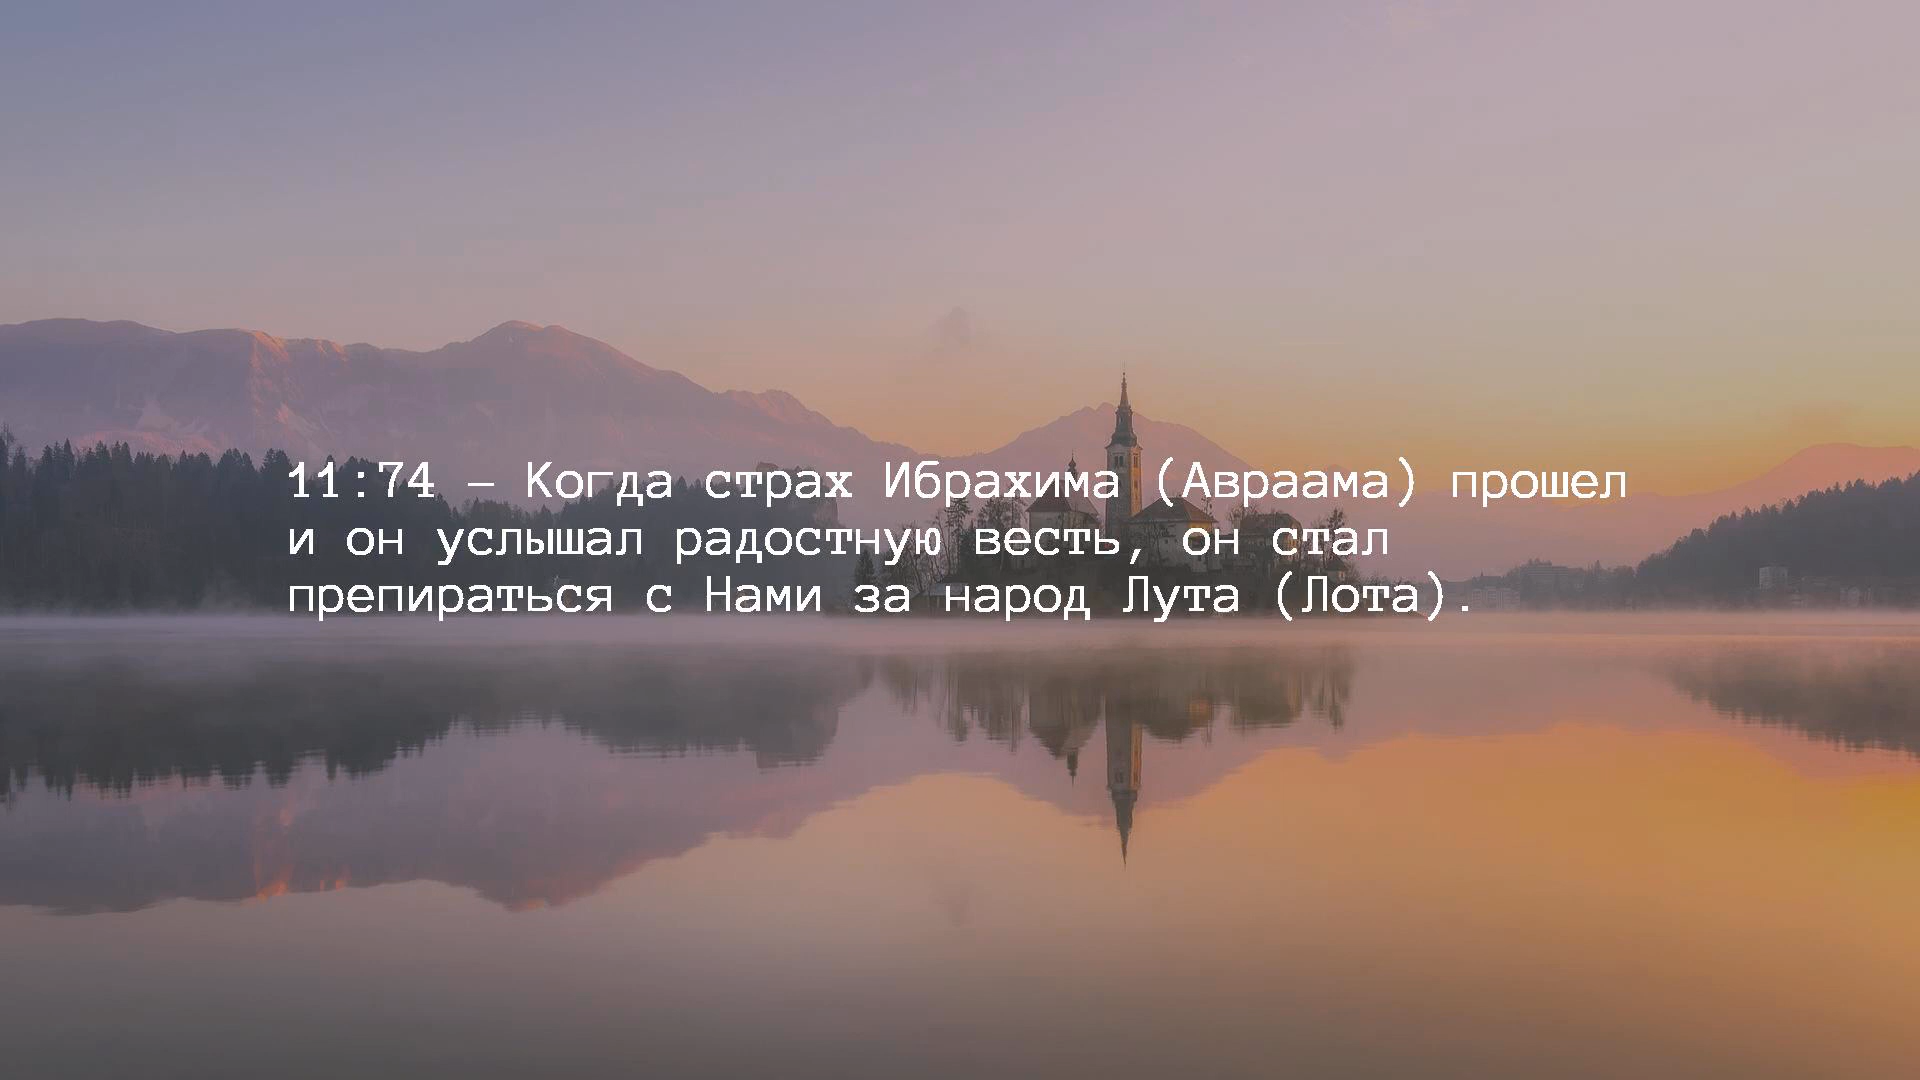 11:74 — Когда страх Ибрахима (Авраама) прошел
и он услышал радостную весть, он стал
препираться с Нами за народ Лута (Лота).